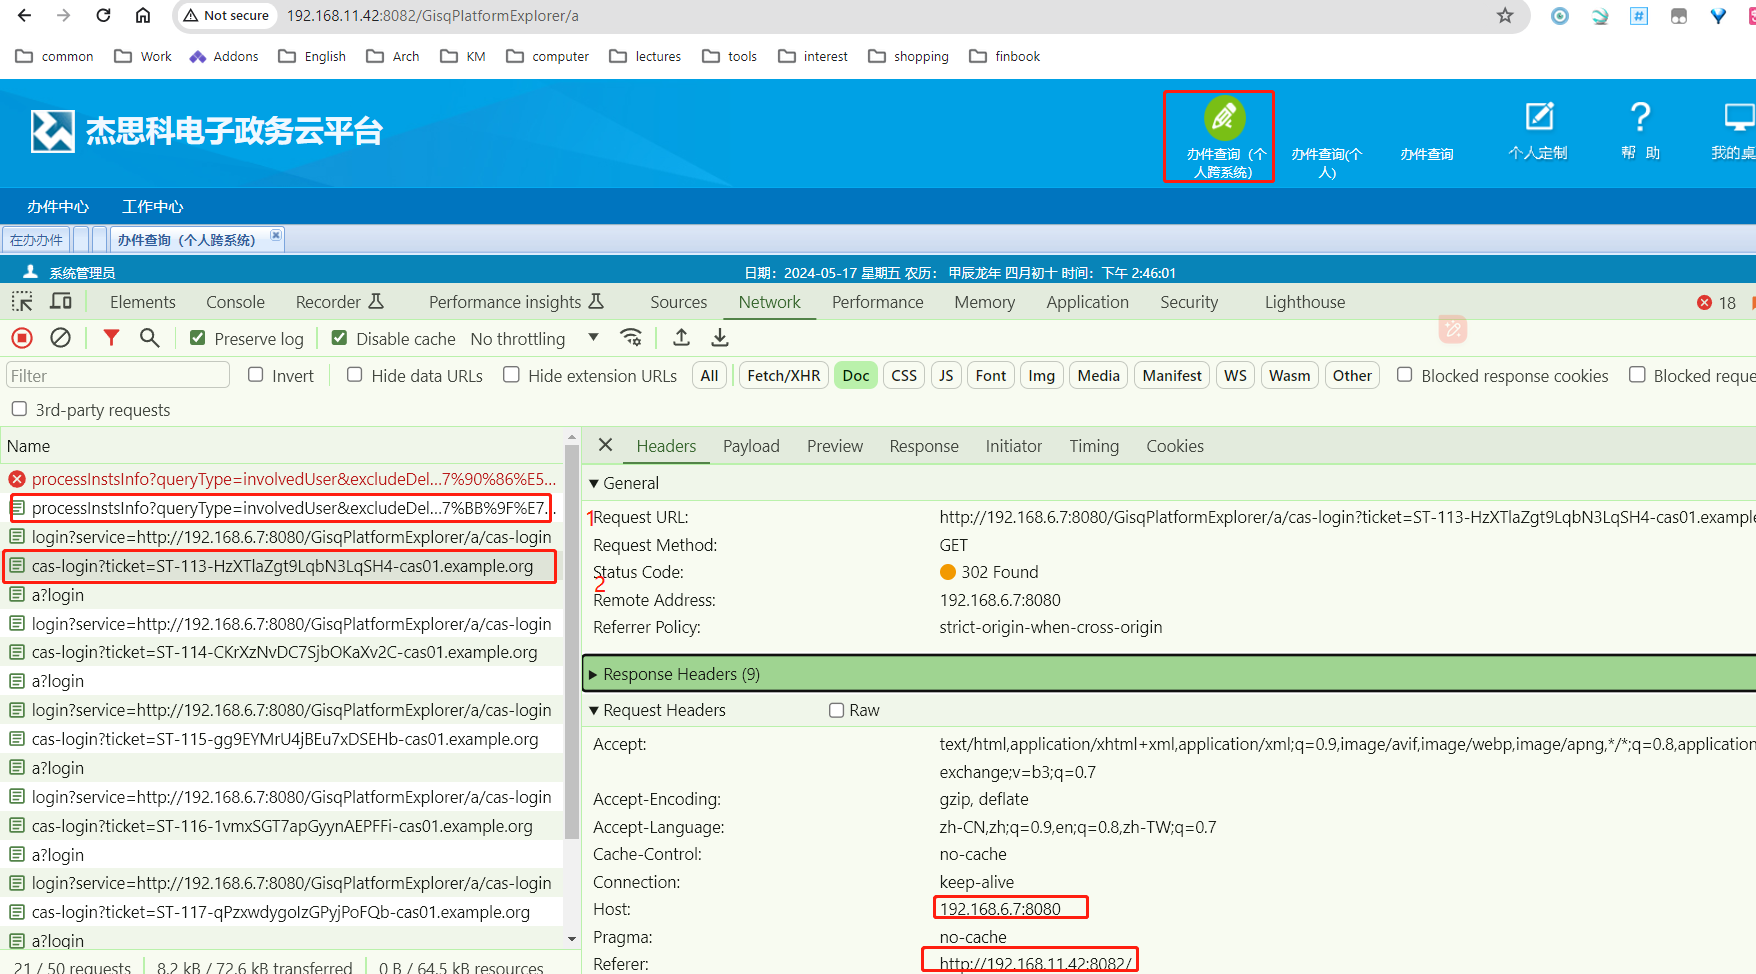 Not secure 192.168.11.42:8082/GisqPlatformExplorer/a
common Work Addons English Arch KM computer lectures tools interest shopping finbook
杰思科电子政务云平台
办件查询（个人跨系统）
办件查询(个人)
办件查询
个人定制
帮 助
我的桌
办件中心 工作中心
在办办件 办件查询（个人跨系统）
系统管理员 日期：2024-05-17 星期五 农历： 甲辰龙年 四月初十 时间：下午 2:46:01
Elements Console Recorder Performance insights Sources Network Performance Memory Application Security Lighthouse 18
Preserve log Disable cache No throttling
Filter Invert Hide data URLs Hide extension URLs All Fetch/XHR Doc CSS JS Font Img Media Manifest WS Wasm Other Blocked response cookies Blocked reque
3rd-party requests
Name
processInstsInfo?queryType=involvedUser&excludeDel...7%90%86%E5...
processInstsInfo?queryType=involvedUser&excludeDel...7%BB%9F%E7...
login?service=http://192.168.6.7:8080/GisqPlatformExplorer/a/cas-login
cas-login?ticket=ST-113-HzXTlaZgt9LqbN3LqSH4-cas01.example.org
a?login
login?service=http://192.168.6.7:8080/GisqPlatformExplorer/a/cas-login
cas-login?ticket=ST-114-CKrXzNvDC7SjbOKaXv2C-cas01.example.org
a?login
login?service=http://192.168.6.7:8080/GisqPlatformExplorer/a/cas-login
cas-login?ticket=ST-115-gg9EYMrU4jBEu7xDSEHb-cas01.example.org
a?login
login?service=http://192.168.6.7:8080/GisqPlatformExplorer/a/cas-login
cas-login?ticket=ST-116-1vmxSGT7apGyynAEPFFi-cas01.example.org
a?login
login?service=http://192.168.6.7:8080/GisqPlatformExplorer/a/cas-login
cas-login?ticket=ST-117-qPzxwdygoIzGPyjPoFQb-cas01.example.org
a?login
21 / 50 requests 8.2 kB / 72.6 kB transferred 0 B / 64.5 kB resources
Headers Payload Preview Response Initiator Timing Cookies
General
1
Request URL: http://192.168.6.7:8080/GisqPlatformExplorer/a/cas-login?ticket=ST-113-HzXTlaZgt9LqbN3LqSH4-cas01.example
Request Method: GET
Status Code: 302 Found
2
Remote Address: 192.168.6.7:8080
Referrer Policy: strict-origin-when-cross-origin
Response Headers (9)
Request Headers Raw
Accept: text/html,application/xhtml+xml,application/xml;q=0.9,image/avif,image/webp,image/apng,*/*;q=0.8,application
exchange;v=b3;q=0.7
Accept-Encoding: gzip, deflate
Accept-Language: zh-CN,zh;q=0.9,en;q=0.8,zh-TW;q=0.7
Cache-Control: no-cache
Connection: keep-alive
Host: 192.168.6.7:8080
Pragma: no-cache
Referer: http://192.168.11.42:8082/